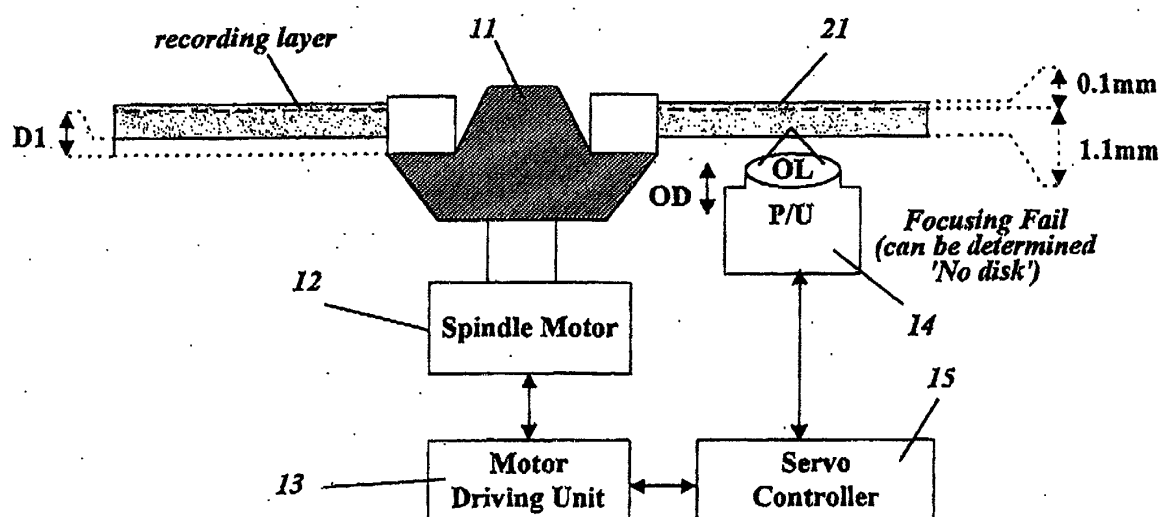 recording layer
11
21
0.1mm
D1
1.1mm
OL
OD
P/U
Focusing Fail
(can be determined
'No disk')
12
Spindle Motor
14
15
13
Motor
Driving Unit
Servo
Controller